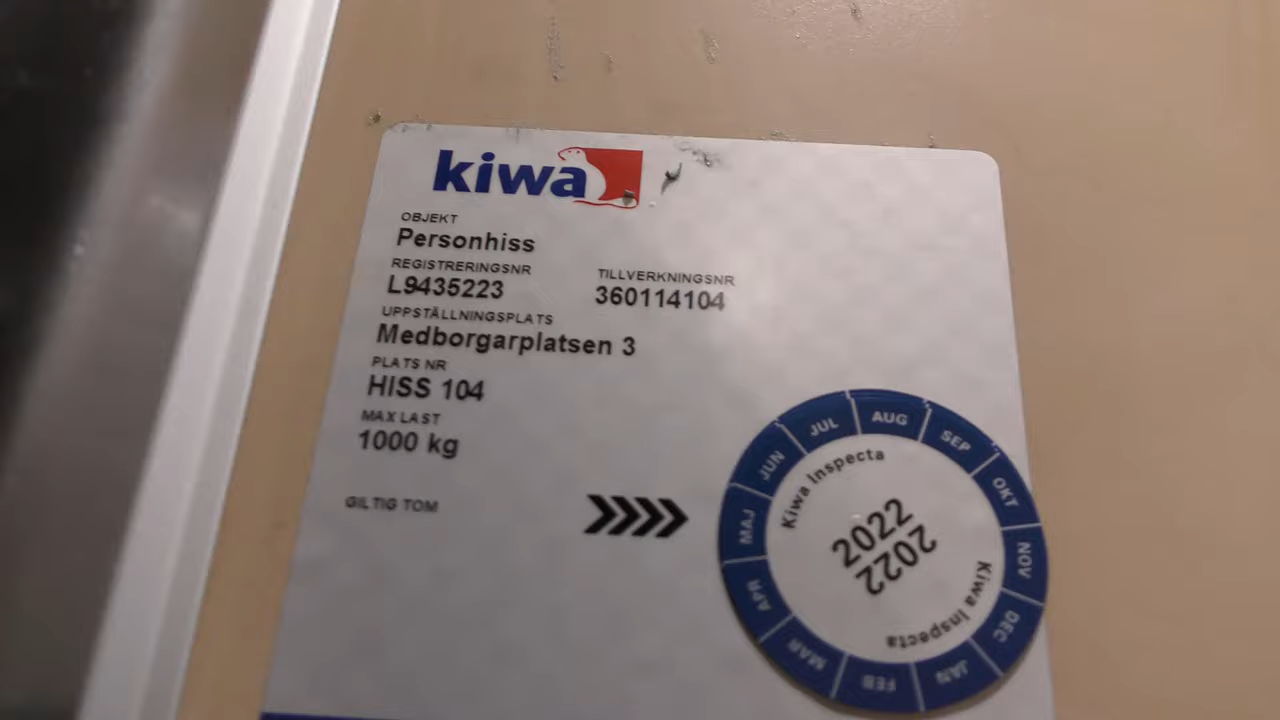 kiwa
OBJEKT
Personhiss
REGISTRERINGSNR
L9435223
TILLVERKNINGSNR
360114104
UPPSTÄLLNINGSPLATS
Medborgarplatsen 3
PLATS NR
HISS 104
MAX LAST
1000 kg
GILTIG TOM
JAN
FEB
MAR
APR
MAJ
JUN
JUL
AUG
SEP
OKT
NOV
DEC
Kiwa Inspecta
2022
2022
Kiwa Inspecta